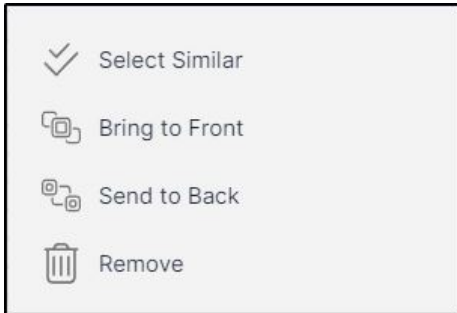 Select Similar
Bring to Front
Send to Back
Remove